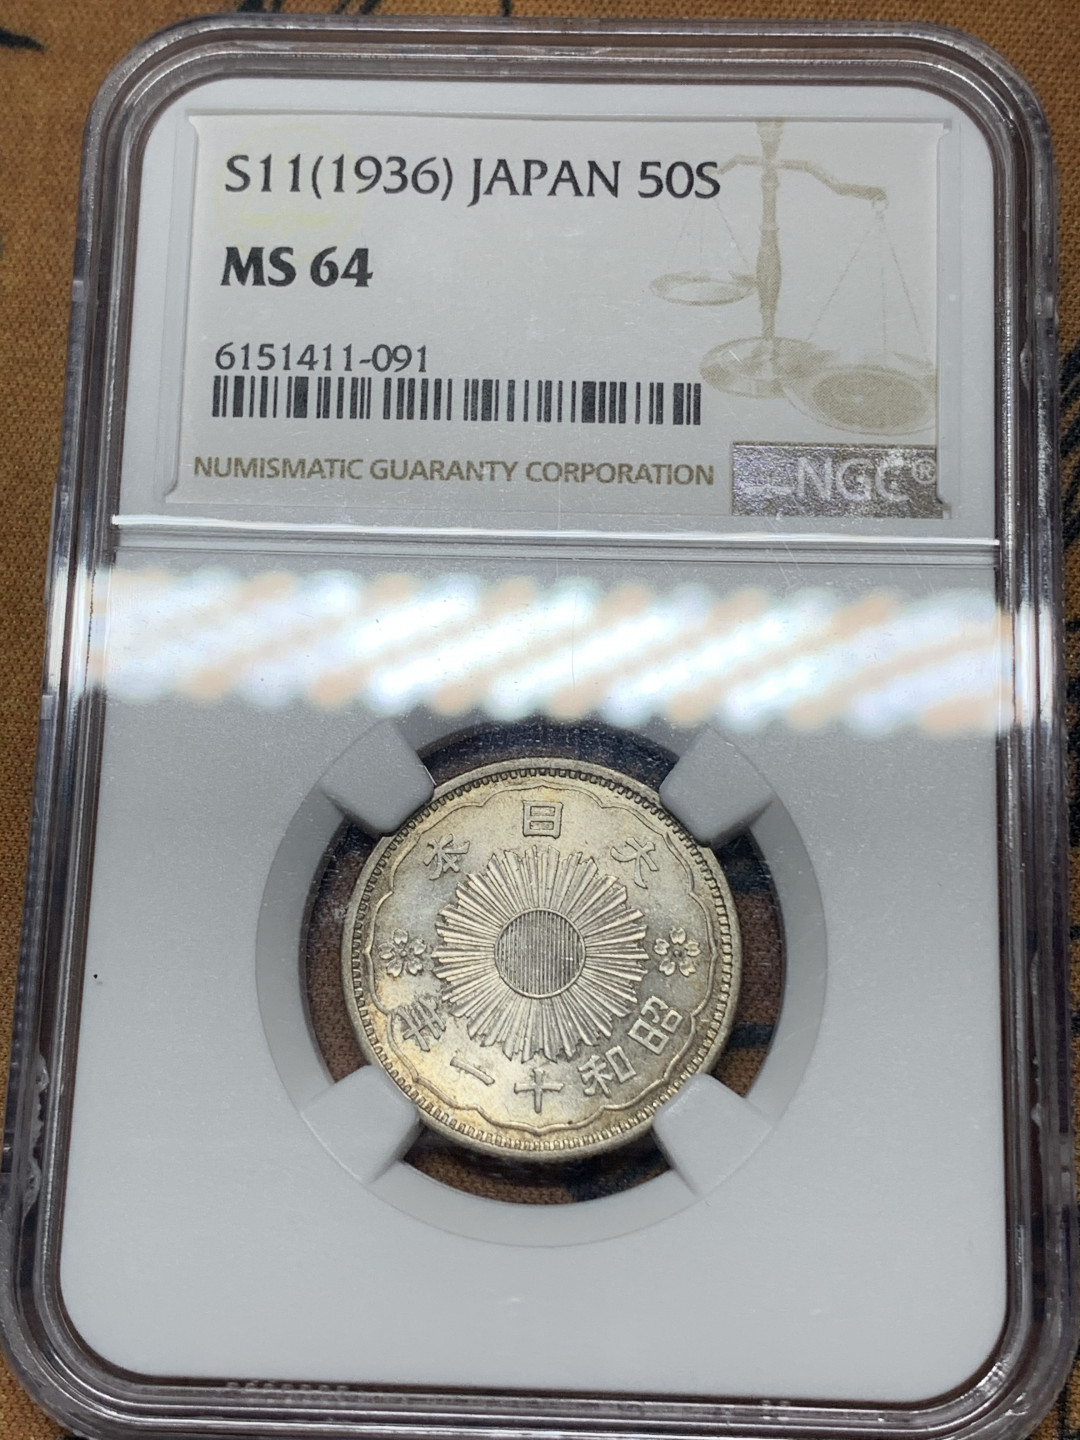 S11(1936) JAPAN 50S
MS 64
6151411-091
NUMISMATIC GUARANTY CORPORATION
NGC®
大日本
昭和十一年